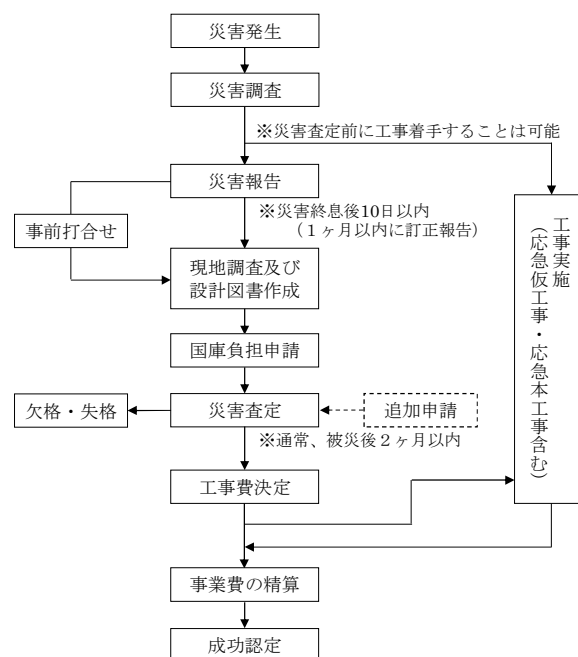 災害発生
災害調査
※災害査定前に工事着手することは可能
災害報告
※災害終息後10日以内
（１ヶ月以内に訂正報告）
事前打合せ
現地調査及び
設計図書作成
工事実施
（応急仮工事・応急本工事含む）
国庫負担申請
欠格・失格
災害査定
追加申請
※通常、被災後２ヶ月以内
工事費決定
事業費の精算
成功認定